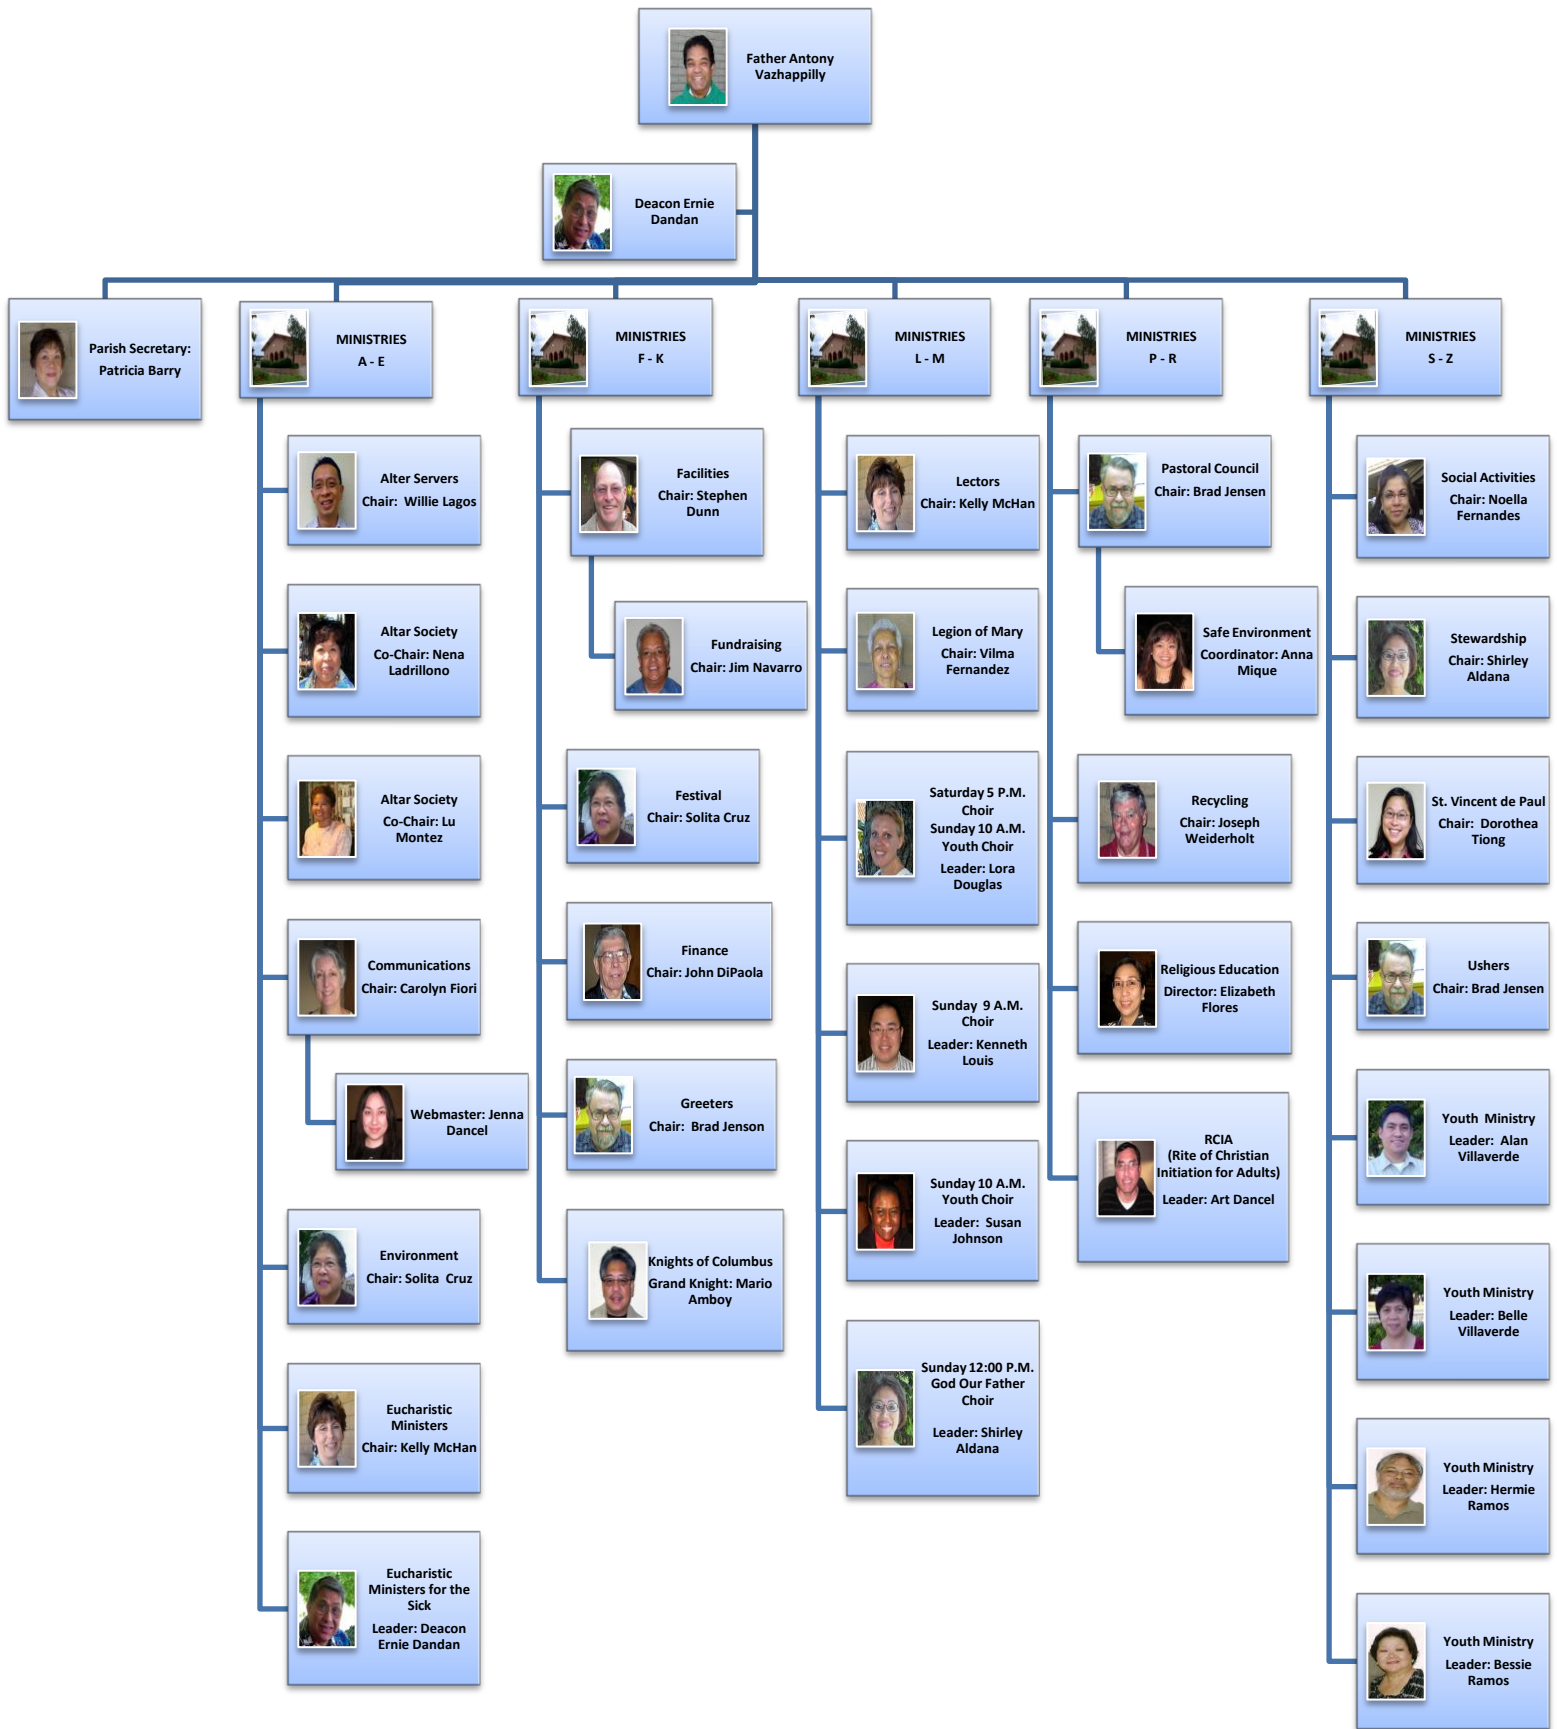 Father Antony
Vazhappilly
Deacon Ernie
Dandan
Parish Secretary:
Patricia Barry
MINISTRIES
A - E
Alter Servers
Chair:  Willie Lagos
Altar Society
Co-Chair: Nena
Ladrillono
Altar Society
Co-Chair: Lu
Montez
Communications
Chair: Carolyn Fiori
Webmaster: Jenna
Dancel
Environment
Chair: Solita  Cruz
Eucharistic
Ministers
Chair: Kelly McHan
Eucharistic
Ministers for the
Sick
Leader: Deacon
Ernie Dandan
MINISTRIES
F - K
Facilities
Chair: Stephen
Dunn
Fundraising
Chair: Jim Navarro
Festival
Chair: Solita Cruz
Finance
Chair: John DiPaola
Greeters
Chair:  Brad Jenson
Knights of Columbus
Grand Knight: Mario
Amboy
MINISTRIES
L - M
Lectors
Chair: Kelly McHan
Legion of Mary
Chair: Vilma
Fernandez
Saturday 5 P.M.
Choir
Sunday 10 A.M.
Youth Choir
Leader: Lora
Douglas
Sunday  9 A.M.
Choir
Leader: Kenneth
Louis
Sunday 10 A.M.
Youth Choir
Leader:  Susan
Johnson
Sunday 12:00 P.M.
God Our Father
Choir
Leader: Shirley
Aldana
MINISTRIES
P - R
Pastoral Council
Chair: Brad Jensen
Safe Environment
Coordinator: Anna
Mique
Recycling
Chair: Joseph
Weiderholt
Religious Education
Director: Elizabeth
Flores
RCIA
(Rite of Christian
Initiation for Adults)
Leader: Art Dancel
MINISTRIES
S - Z
Social Activities
Chair: Noella
Fernandes
Stewardship
Chair: Shirley
Aldana
St. Vincent de Paul
Chair:  Dorothea
Tiong
Ushers
Chair: Brad Jensen
Youth  Ministry
Leader:  Alan
Villaverde
Youth Ministry
Leader: Belle
Villaverde
Youth Ministry
Leader: Hermie
Ramos
Youth Ministry
Leader: Bessie
Ramos